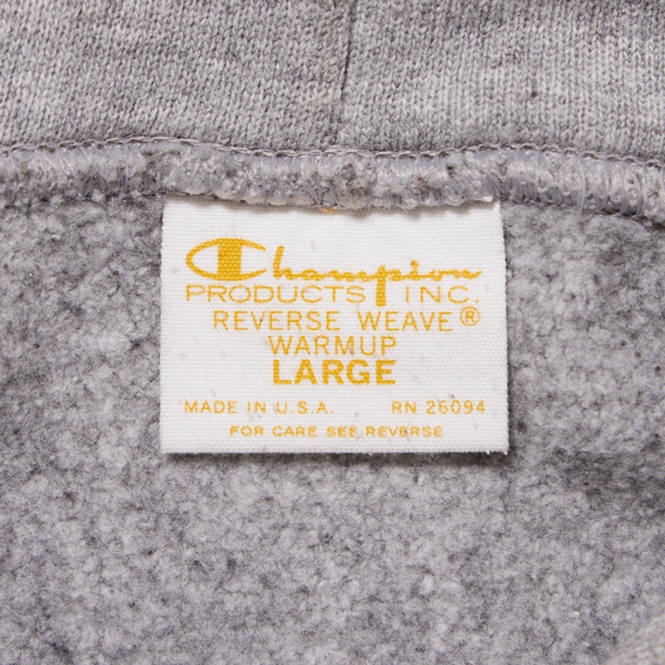 Champion
PRODUCTS INC.
REVERSE WEAVE®
WARMUP
LARGE
MADE IN U.S.A. RN 26094
FOR CARE SEE REVERSE